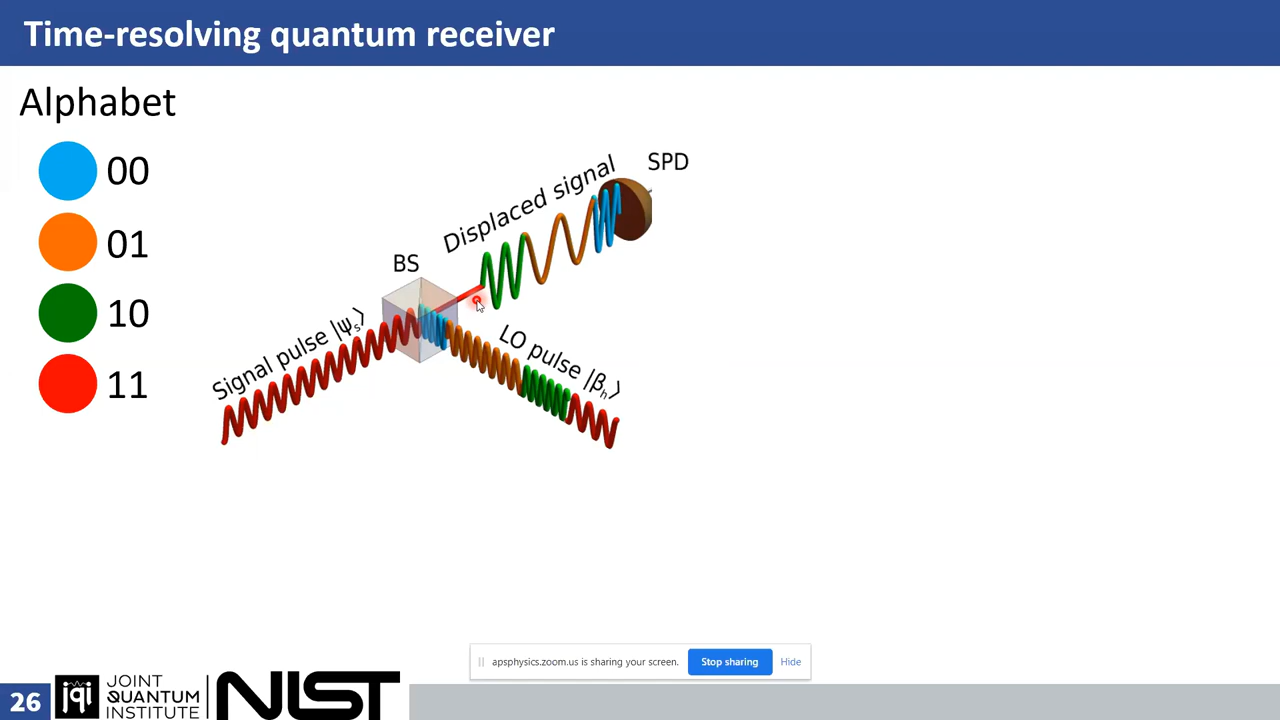 Time-resolving quantum receiver
Alphabet
00
01
10
11
SPD
Displaced signal
BS
Signal pulse |ψs⟩
LO pulse |βh⟩
apsphysics.zoom.us is sharing your screen.
Stop sharing
Hide
26
jqi
JOINT
QUANTUM
INSTITUTE
NIST